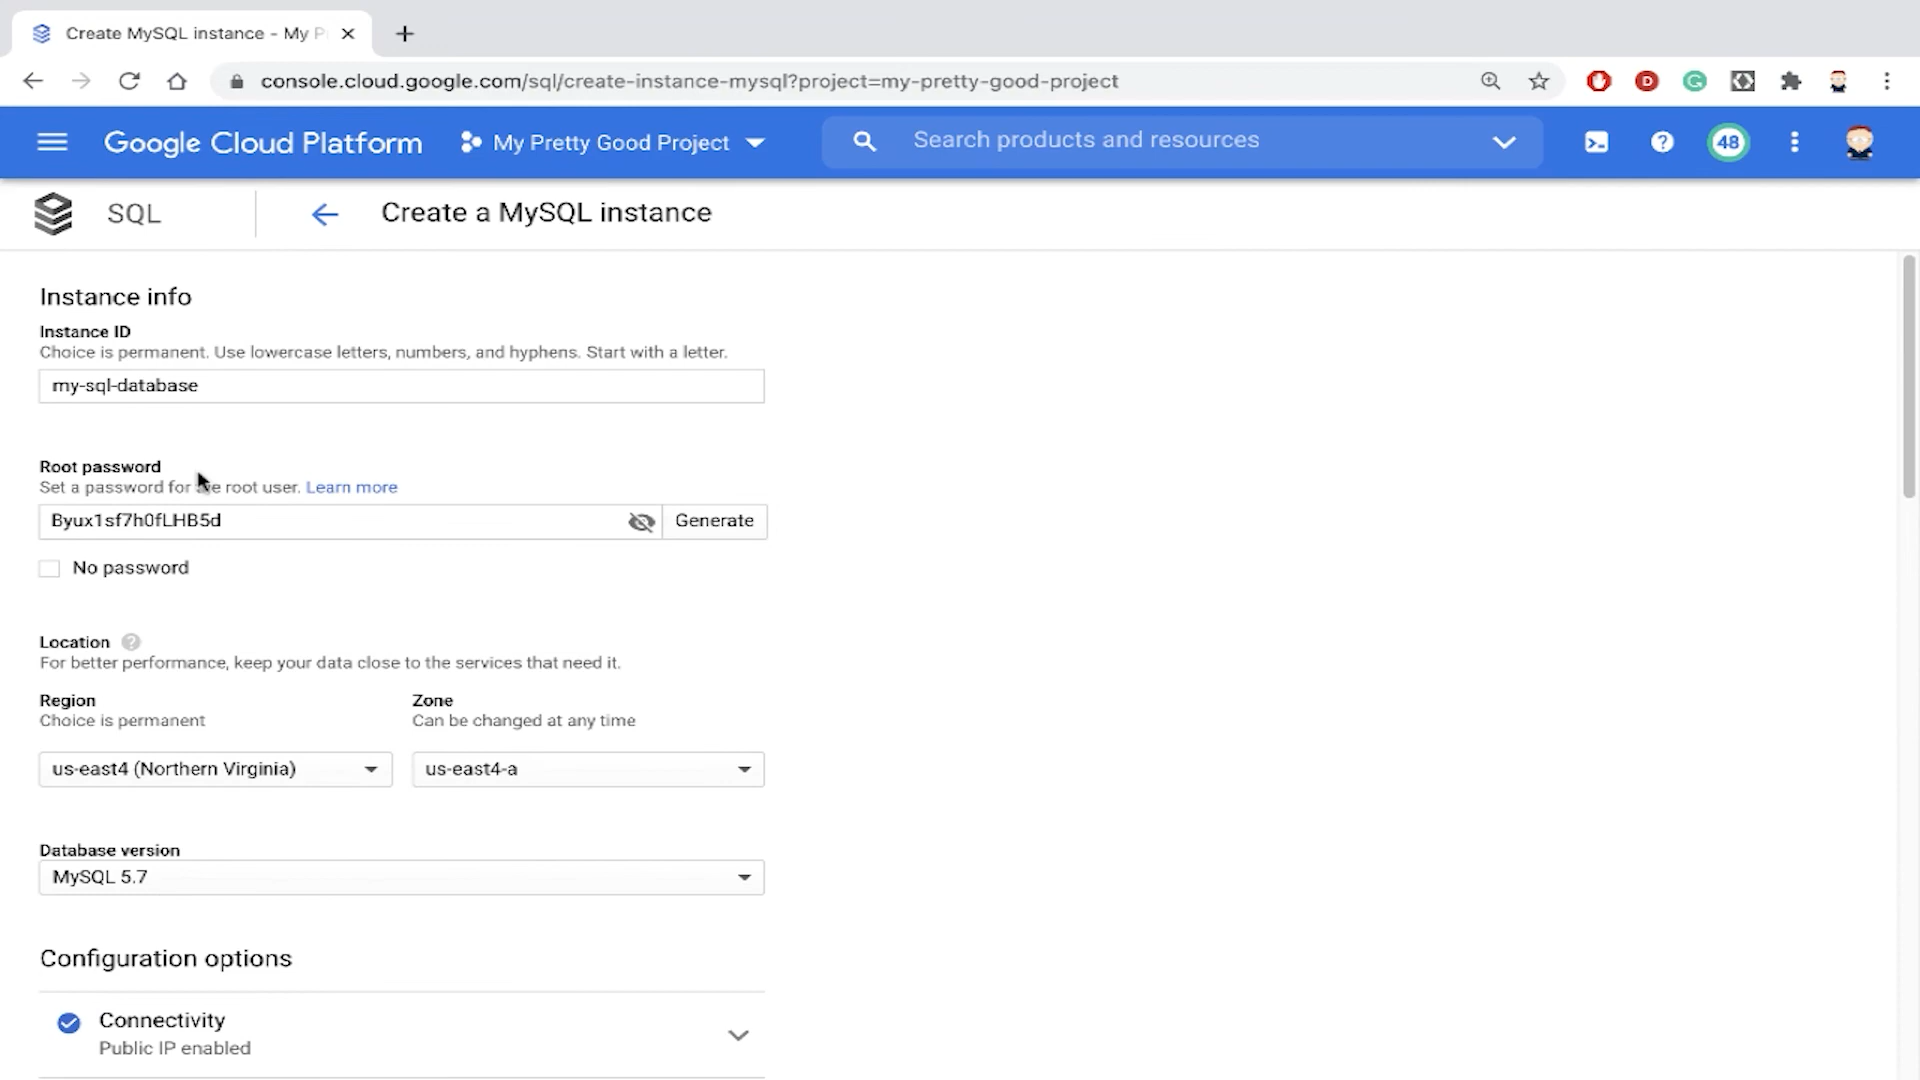 Create MySQL instance - My P
console.cloud.google.com/sql/create-instance-mysql?project=my-pretty-good-project
Google Cloud Platform
My Pretty Good Project
Search products and resources
48
SQL
Create a MySQL instance
Instance info
Instance ID
Choice is permanent. Use lowercase letters, numbers, and hyphens. Start with a letter.
my-sql-database
Root password
Set a password for root user. Learn more
Byux1sf7h0fLHB5d
Generate
No password
Location
For better performance, keep your data close to the services that need it.
Region
Zone
Choice is permanent
Can be changed at any time
us-east4 (Northern Virginia)
us-east4-a
Database version
MySQL 5.7
Configuration options
Connectivity
Public IP enabled